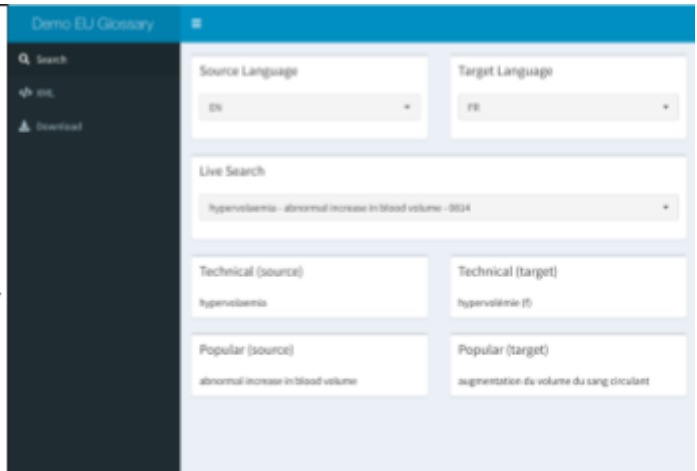 Demo EU Glossary
Search
XML
Download
Source Language
Target Language
EN
FR
Live Search
hypervolaemia - abnormal increase in blood volume - 0814
Technical (source)
Technical (target)
hypervolaemia
hypervolémie (f)
Popular (source)
Popular (target)
abnormal increase in blood volume
augmentation du volume du sang circulant